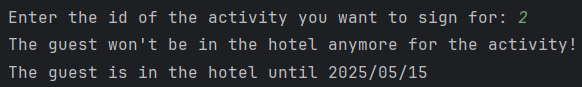 Enter the id of the activity you want to sign for: 2
The guest won't be in the hotel anymore for the activity!
The guest is in the hotel until 2025/05/15